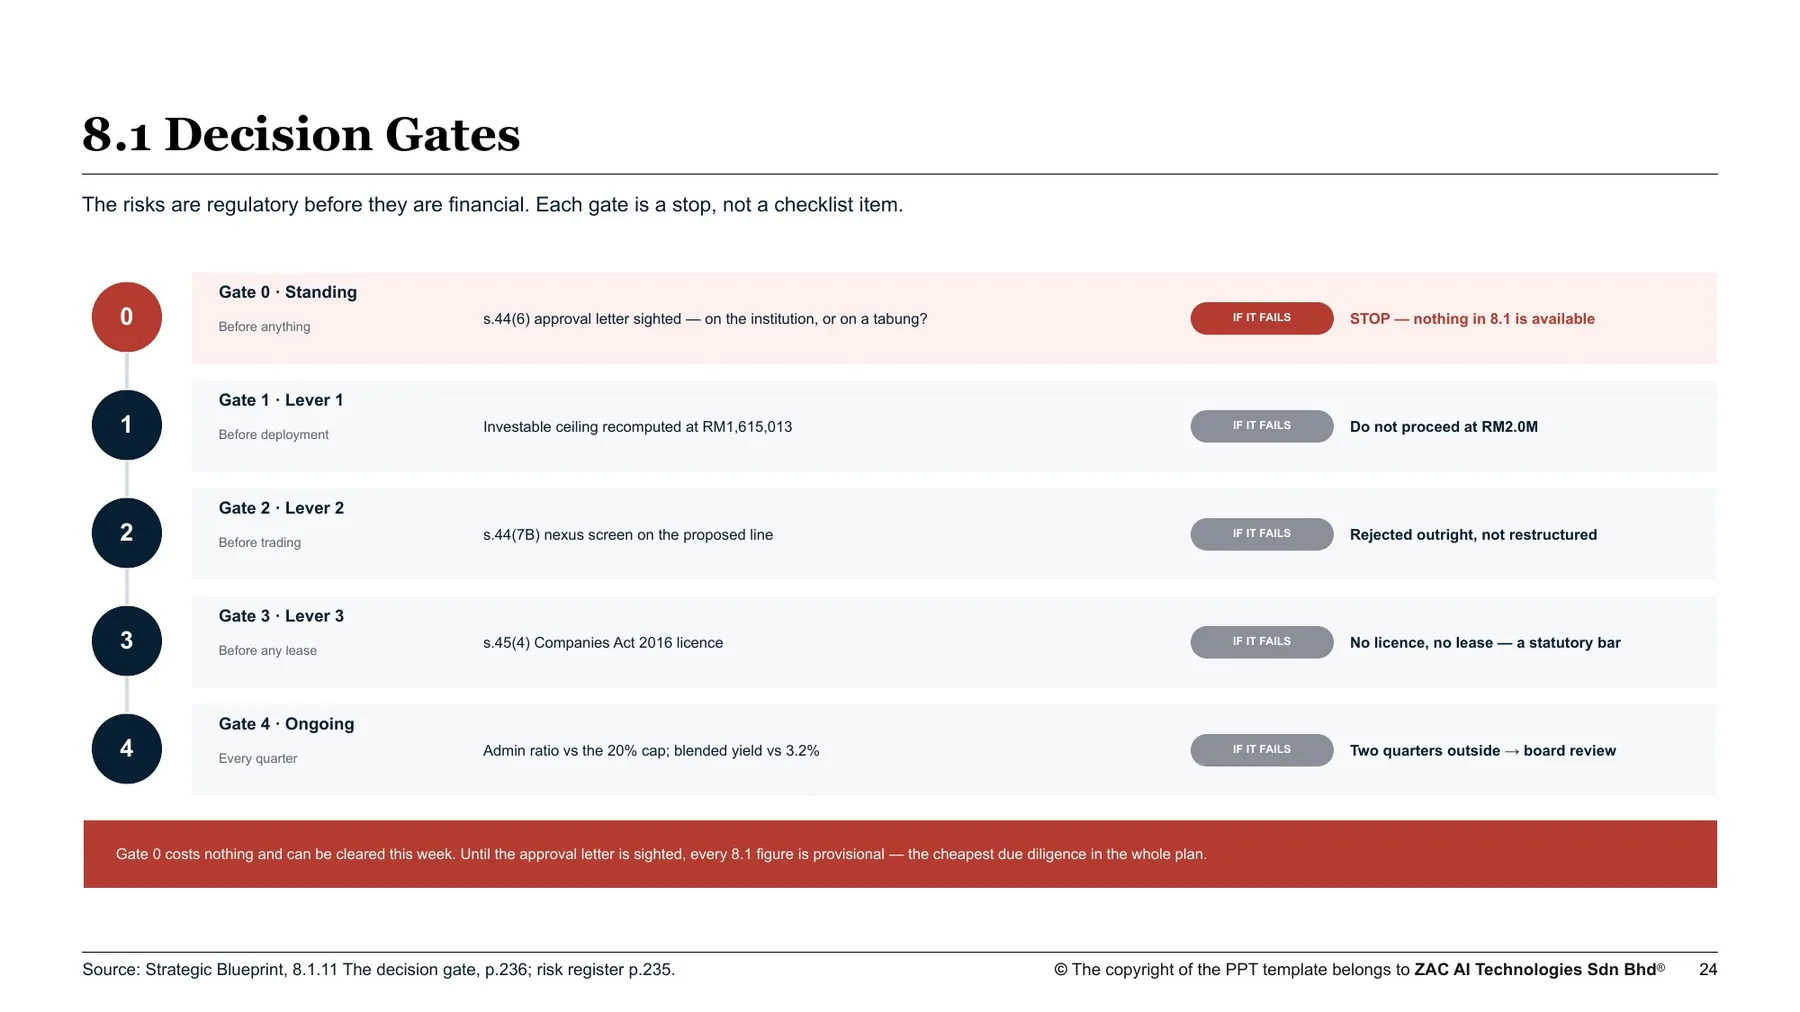 8.1 Decision Gates
The risks are regulatory before they are financial. Each gate is a stop, not a checklist item.
0
Gate 0 · Standing
Before anything
s.44(6) approval letter sighted — on the institution, or on a tabung?
IF IT FAILS
STOP — nothing in 8.1 is available
1
Gate 1 · Lever 1
Before deployment
Investable ceiling recomputed at RM1,615,013
IF IT FAILS
Do not proceed at RM2.0M
2
Gate 2 · Lever 2
Before trading
s.44(7B) nexus screen on the proposed line
IF IT FAILS
Rejected outright, not restructured
3
Gate 3 · Lever 3
Before any lease
s.45(4) Companies Act 2016 licence
IF IT FAILS
No licence, no lease — a statutory bar
4
Gate 4 · Ongoing
Every quarter
Admin ratio vs the 20% cap; blended yield vs 3.2%
IF IT FAILS
Two quarters outside → board review
Gate 0 costs nothing and can be cleared this week. Until the approval letter is sighted, every 8.1 figure is provisional — the cheapest due diligence in the whole plan.
Source: Strategic Blueprint, 8.1.11 The decision gate, p.236; risk register p.235.
© The copyright of the PPT template belongs to ZAC AI Technologies Sdn Bhd®
24